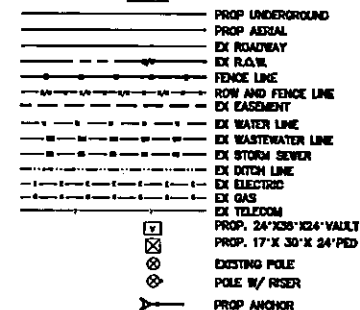 PROP UNDERGROUND
PROP AERIAL
EX ROADWAY
EX R.O.W.
FENCE LINE
ROW AND FENCE LINE
EX EASEMENT
EX WATER LINE
EX WASTEWATER LINE
EX STORM SEWER
EX DITCH LINE
EX ELECTRIC
EX GAS
EX TELECOM
PROP. 24"X36"X24" VAULT
PROP. 17"X 30"X 24"PED
EXISTING POLE
POLE W/ RISER
PROP ANCHOR